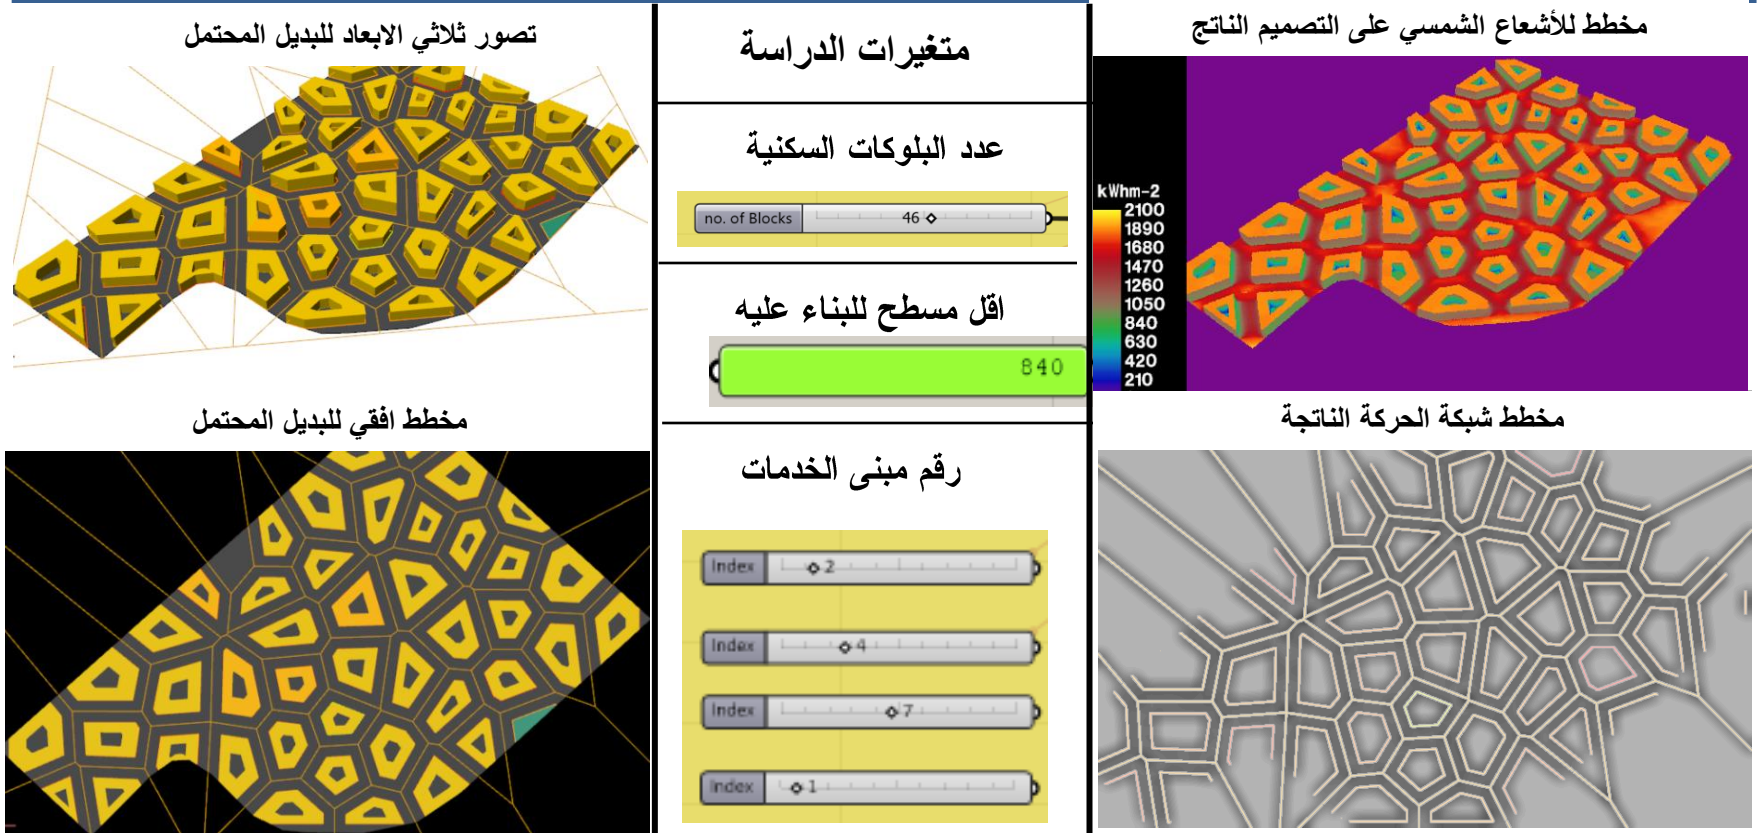 مخطط للأشعاع الشمسي على التصميم الناتج
kWhm-2
2100
1890
1680
1470
1260
1050
840
630
420
210
مخطط شبكة الحركة الناتجة
متغيرات الدراسة
عدد البلوكات السكنية
no. of Blocks 46
اقل مسطح للبناء عليه
840
رقم مبنى الخدمات
Index 2
Index 4
Index 7
Index 1
تصور ثلاثي الابعاد للبديل المحتمل
مخطط افقي للبديل المحتمل